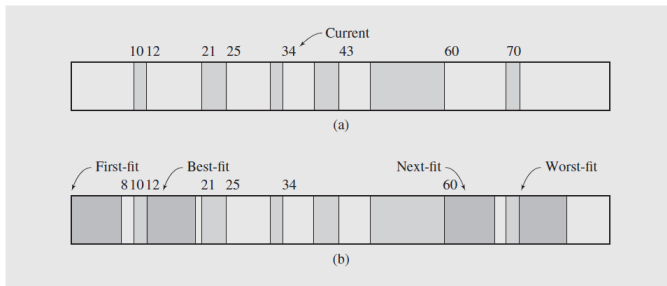 Current
10 12 21 25 34 43 60 70
(a)
First-fit Best-fit Next-fit Worst-fit
8 10 12 21 25 34 60
(b)